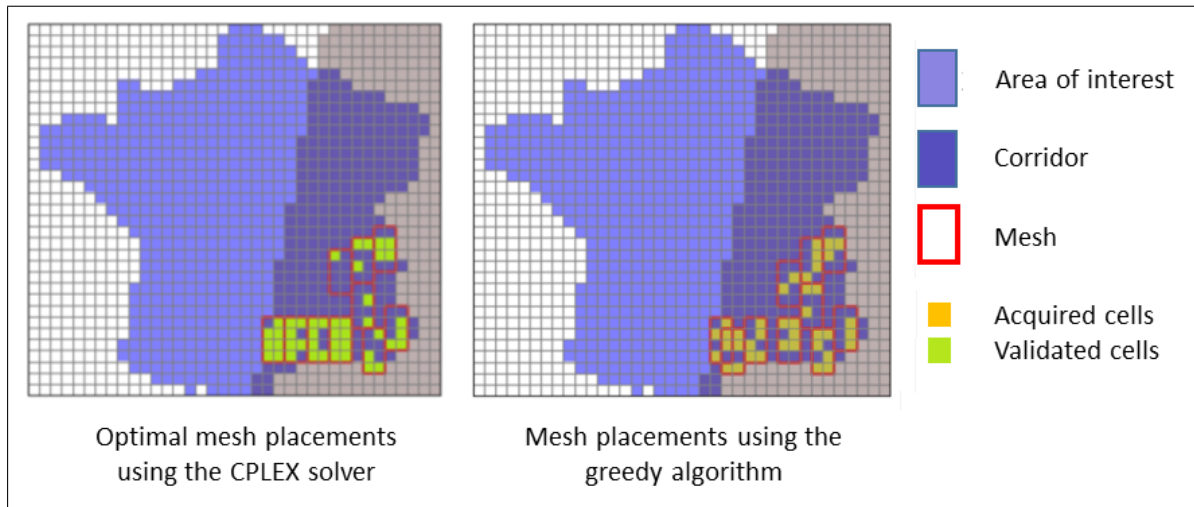 Area of interest
Corridor
Mesh
Acquired cells
Validated cells
Optimal mesh placements
using the CPLEX solver
Mesh placements using the
greedy algorithm